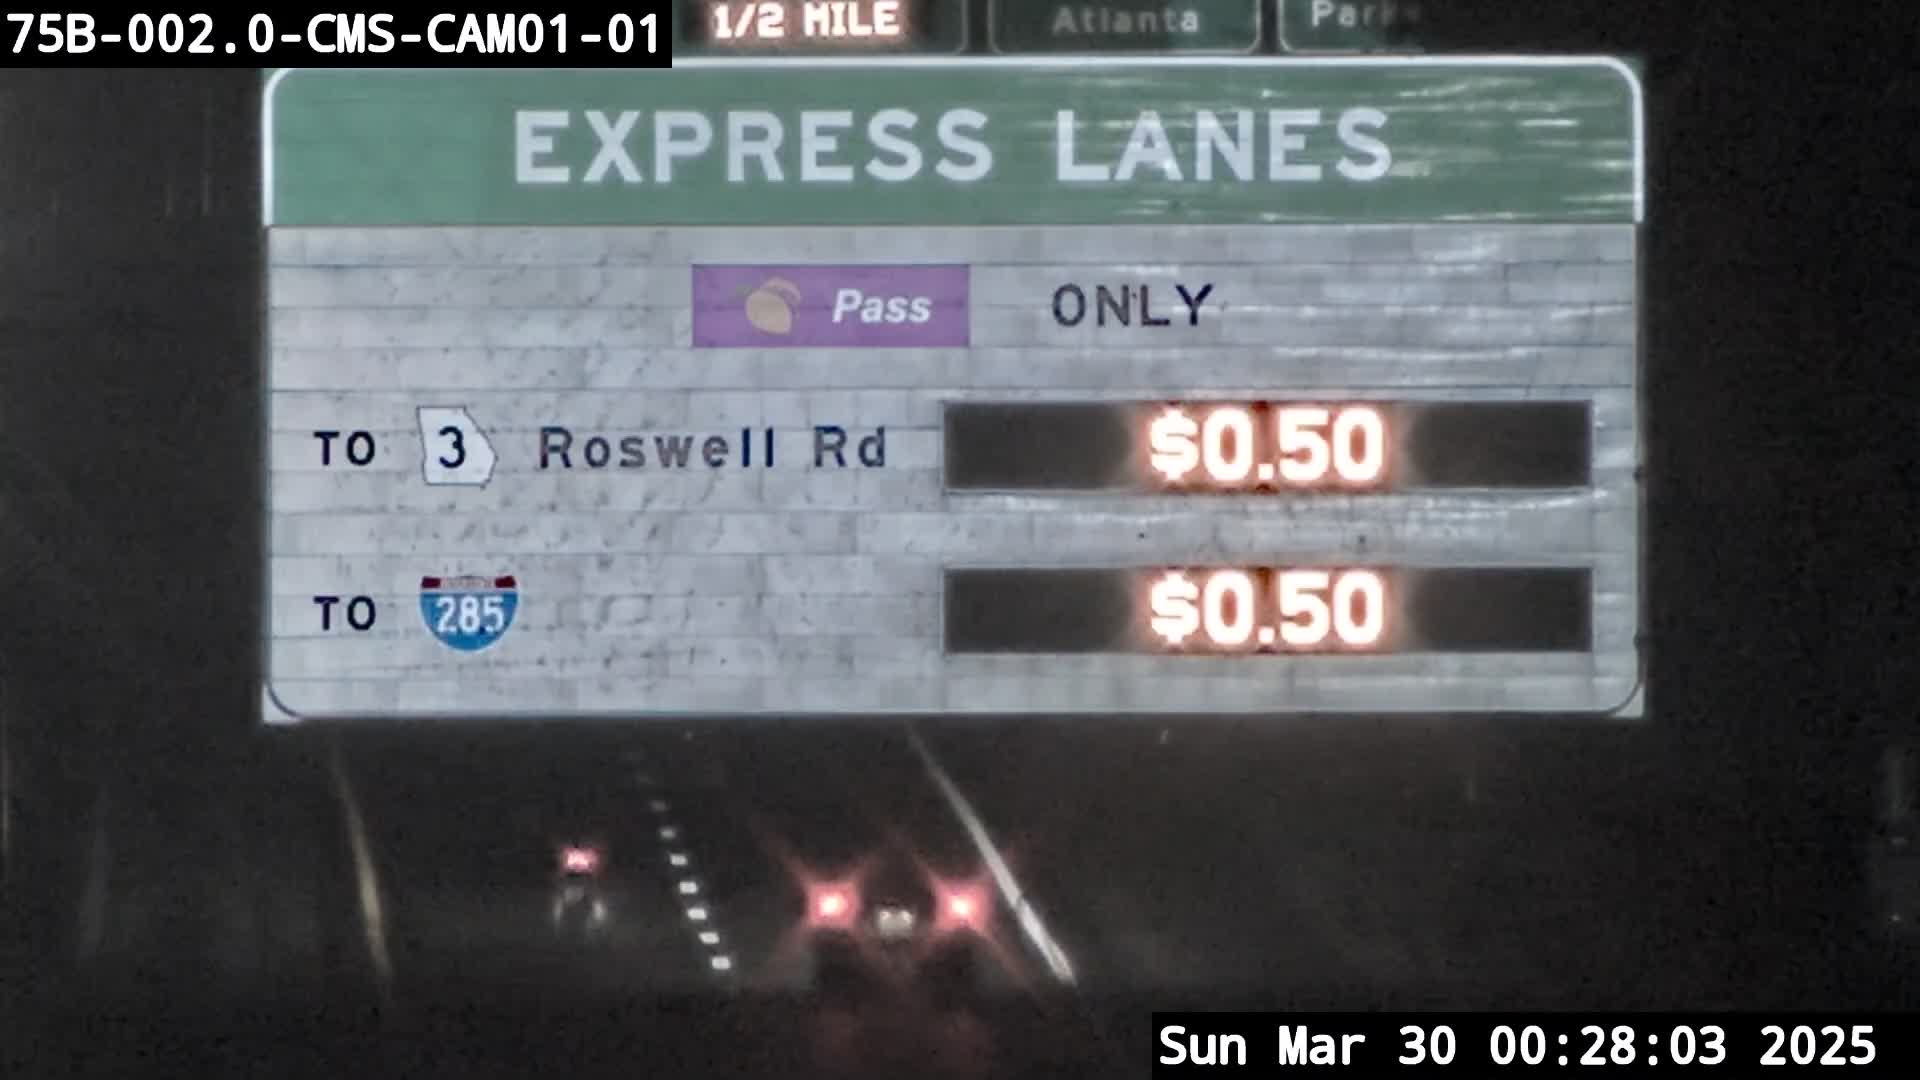 75B-002.0-CMS-CAM01-01
1/2 MILE
Atlanta
EXPRESS LANES
Pass ONLY
TO 3 Roswell Rd $0.50
TO 285 $0.50
Sun Mar 30 00:28:03 2025